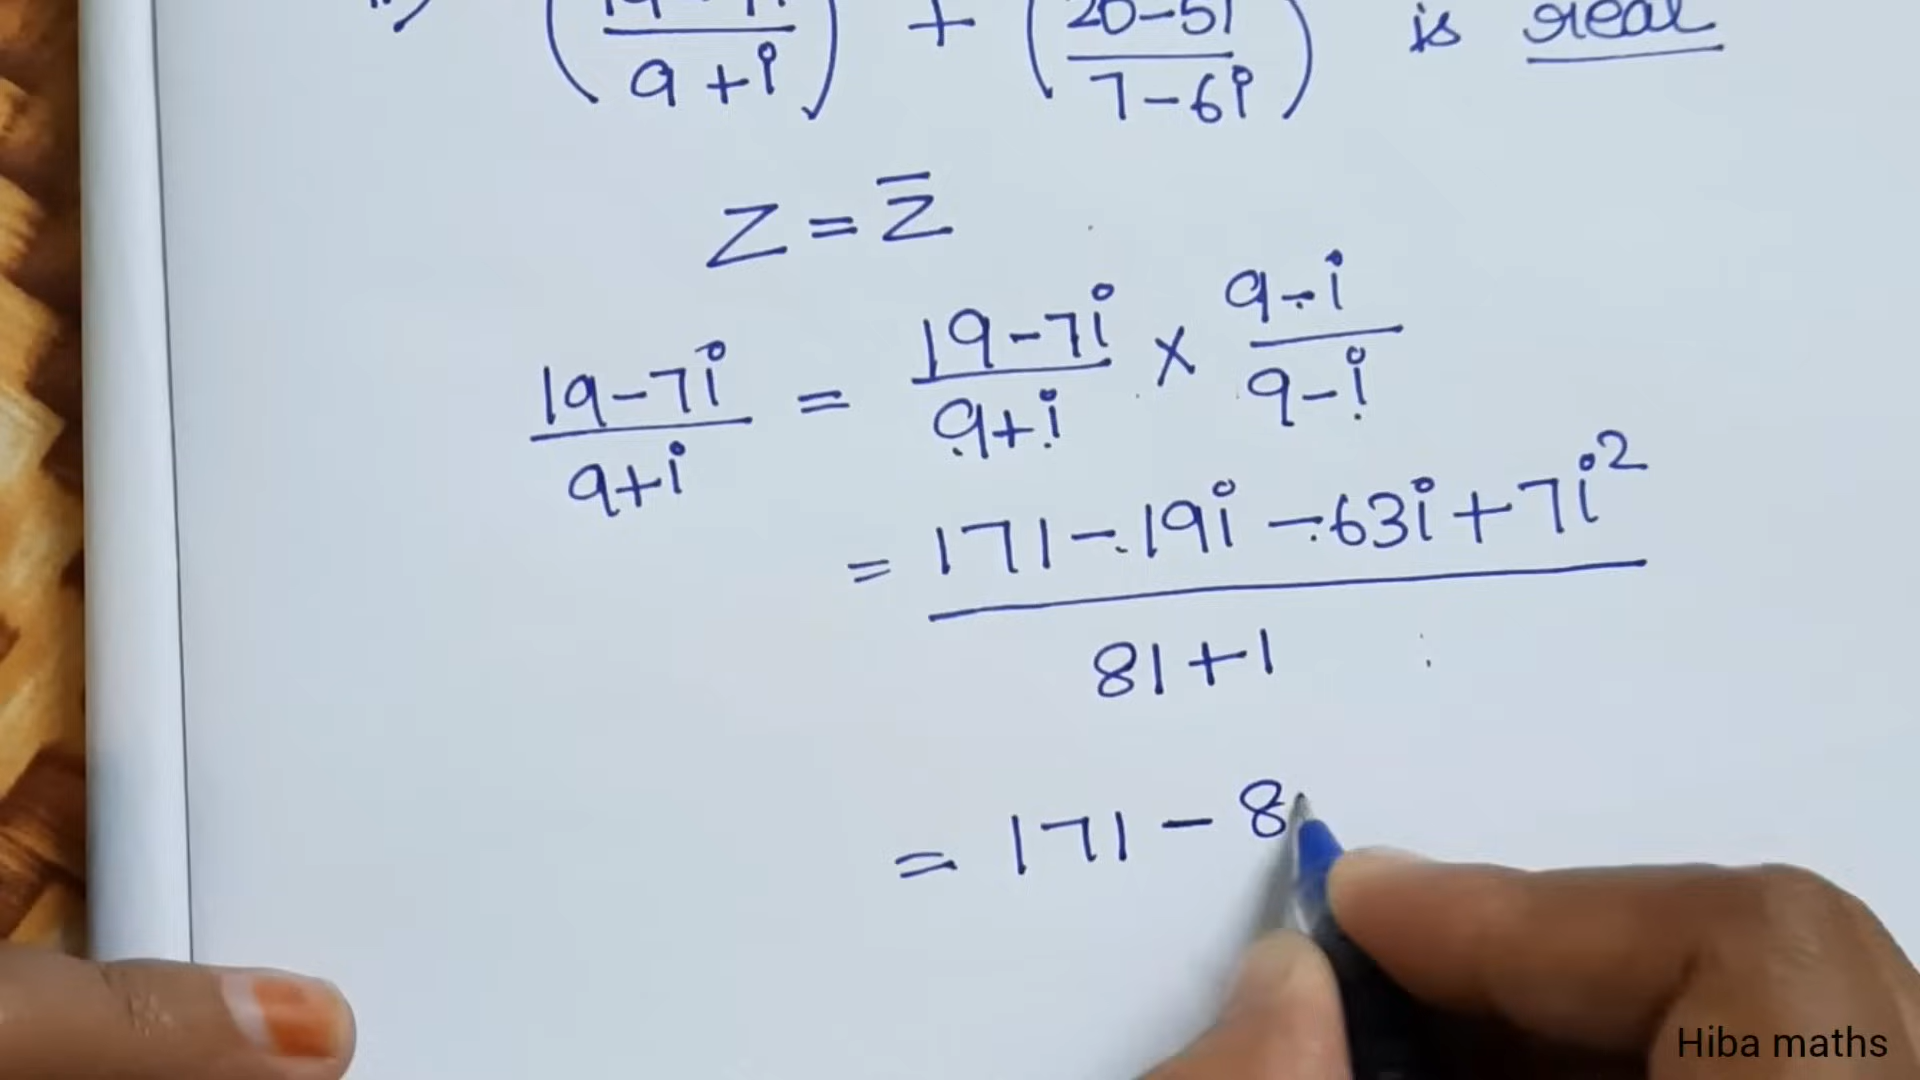 (19-7i / 9+i) + (20-5i / 7-6i) is real
Z = Z̅
19-7i / 9+i = 19-7i / 9+i × 9-i / 9-i
= 171-19i-63i+7i² / 81+1
= 171-8
Hiba maths